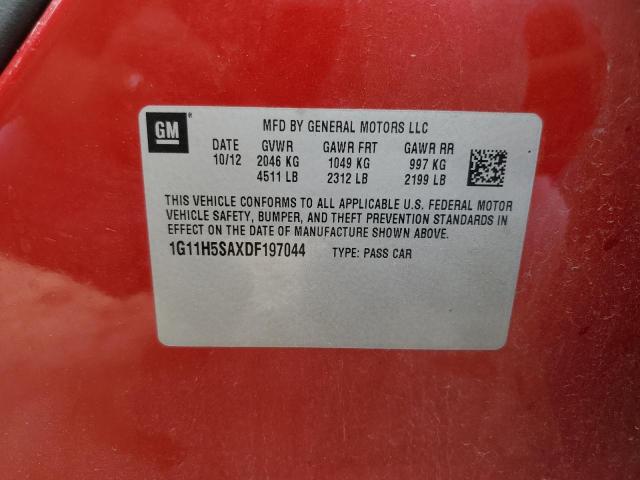 GM
MFD BY GENERAL MOTORS LLC
DATE GVWR GAWR FRT GAWR RR
10/12 2046 KG 1049 KG 997 KG
4511 LB 2312 LB 2199 LB
THIS VEHICLE CONFORMS TO ALL APPLICABLE U.S. FEDERAL MOTOR
VEHICLE SAFETY, BUMPER, AND THEFT PREVENTION STANDARDS IN
EFFECT ON THE DATE OF MANUFACTURE SHOWN ABOVE.
1G11H5SAXDF197044 TYPE: PASS CAR